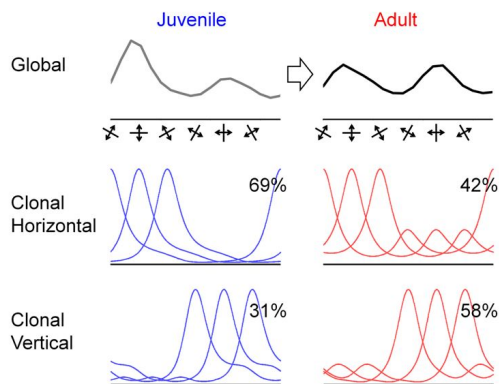 Juvenile Adult
Global
69% 42%
Clonal
Horizontal
31% 58%
Clonal
Vertical